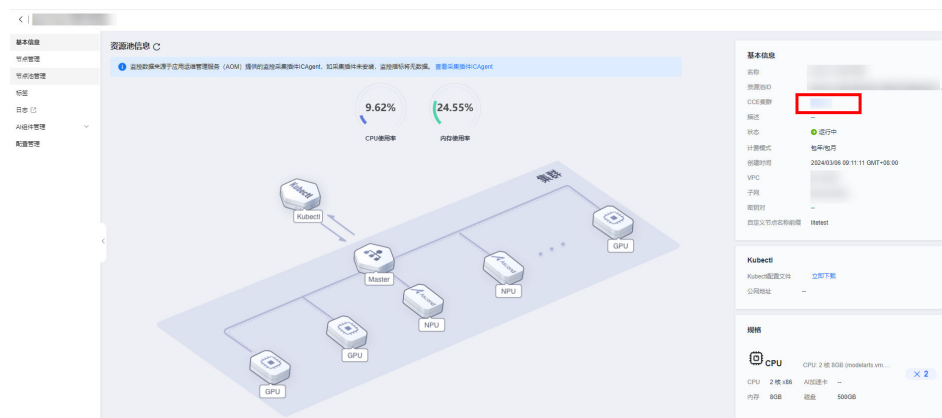 基本信息
节点管理
节点池管理
标签
日志
AI组件管理
配置管理
资源池信息
监控数据来源于应用运维管理服务（AOM）提供的监控采集插件ICAgent，如采集插件未安装，监控指标将无数据。 查看采集插件ICAgent
9.62%
CPU使用率
24.55%
内存使用率
集群
Kubectl
Kubectl
Master
Ascend
NPU
Ascend
NPU
GPU
GPU
GPU
基本信息
名称
资源池ID
CCE集群
描述 --
状态 运行中
计费模式 包年/包月
创建时间 2024/03/06 09:11:11 GMT+08:00
VPC
子网
密钥对 --
自定义节点名称前缀 litetest
Kubectl
Kubectl配置文件 立即下载
公网地址 --
规格
CPU CPU: 2 核 8GB (modelarts.vm.... × 2
CPU 2 核 x86 AI加速卡 --
内存 8GB 磁盘 500GB